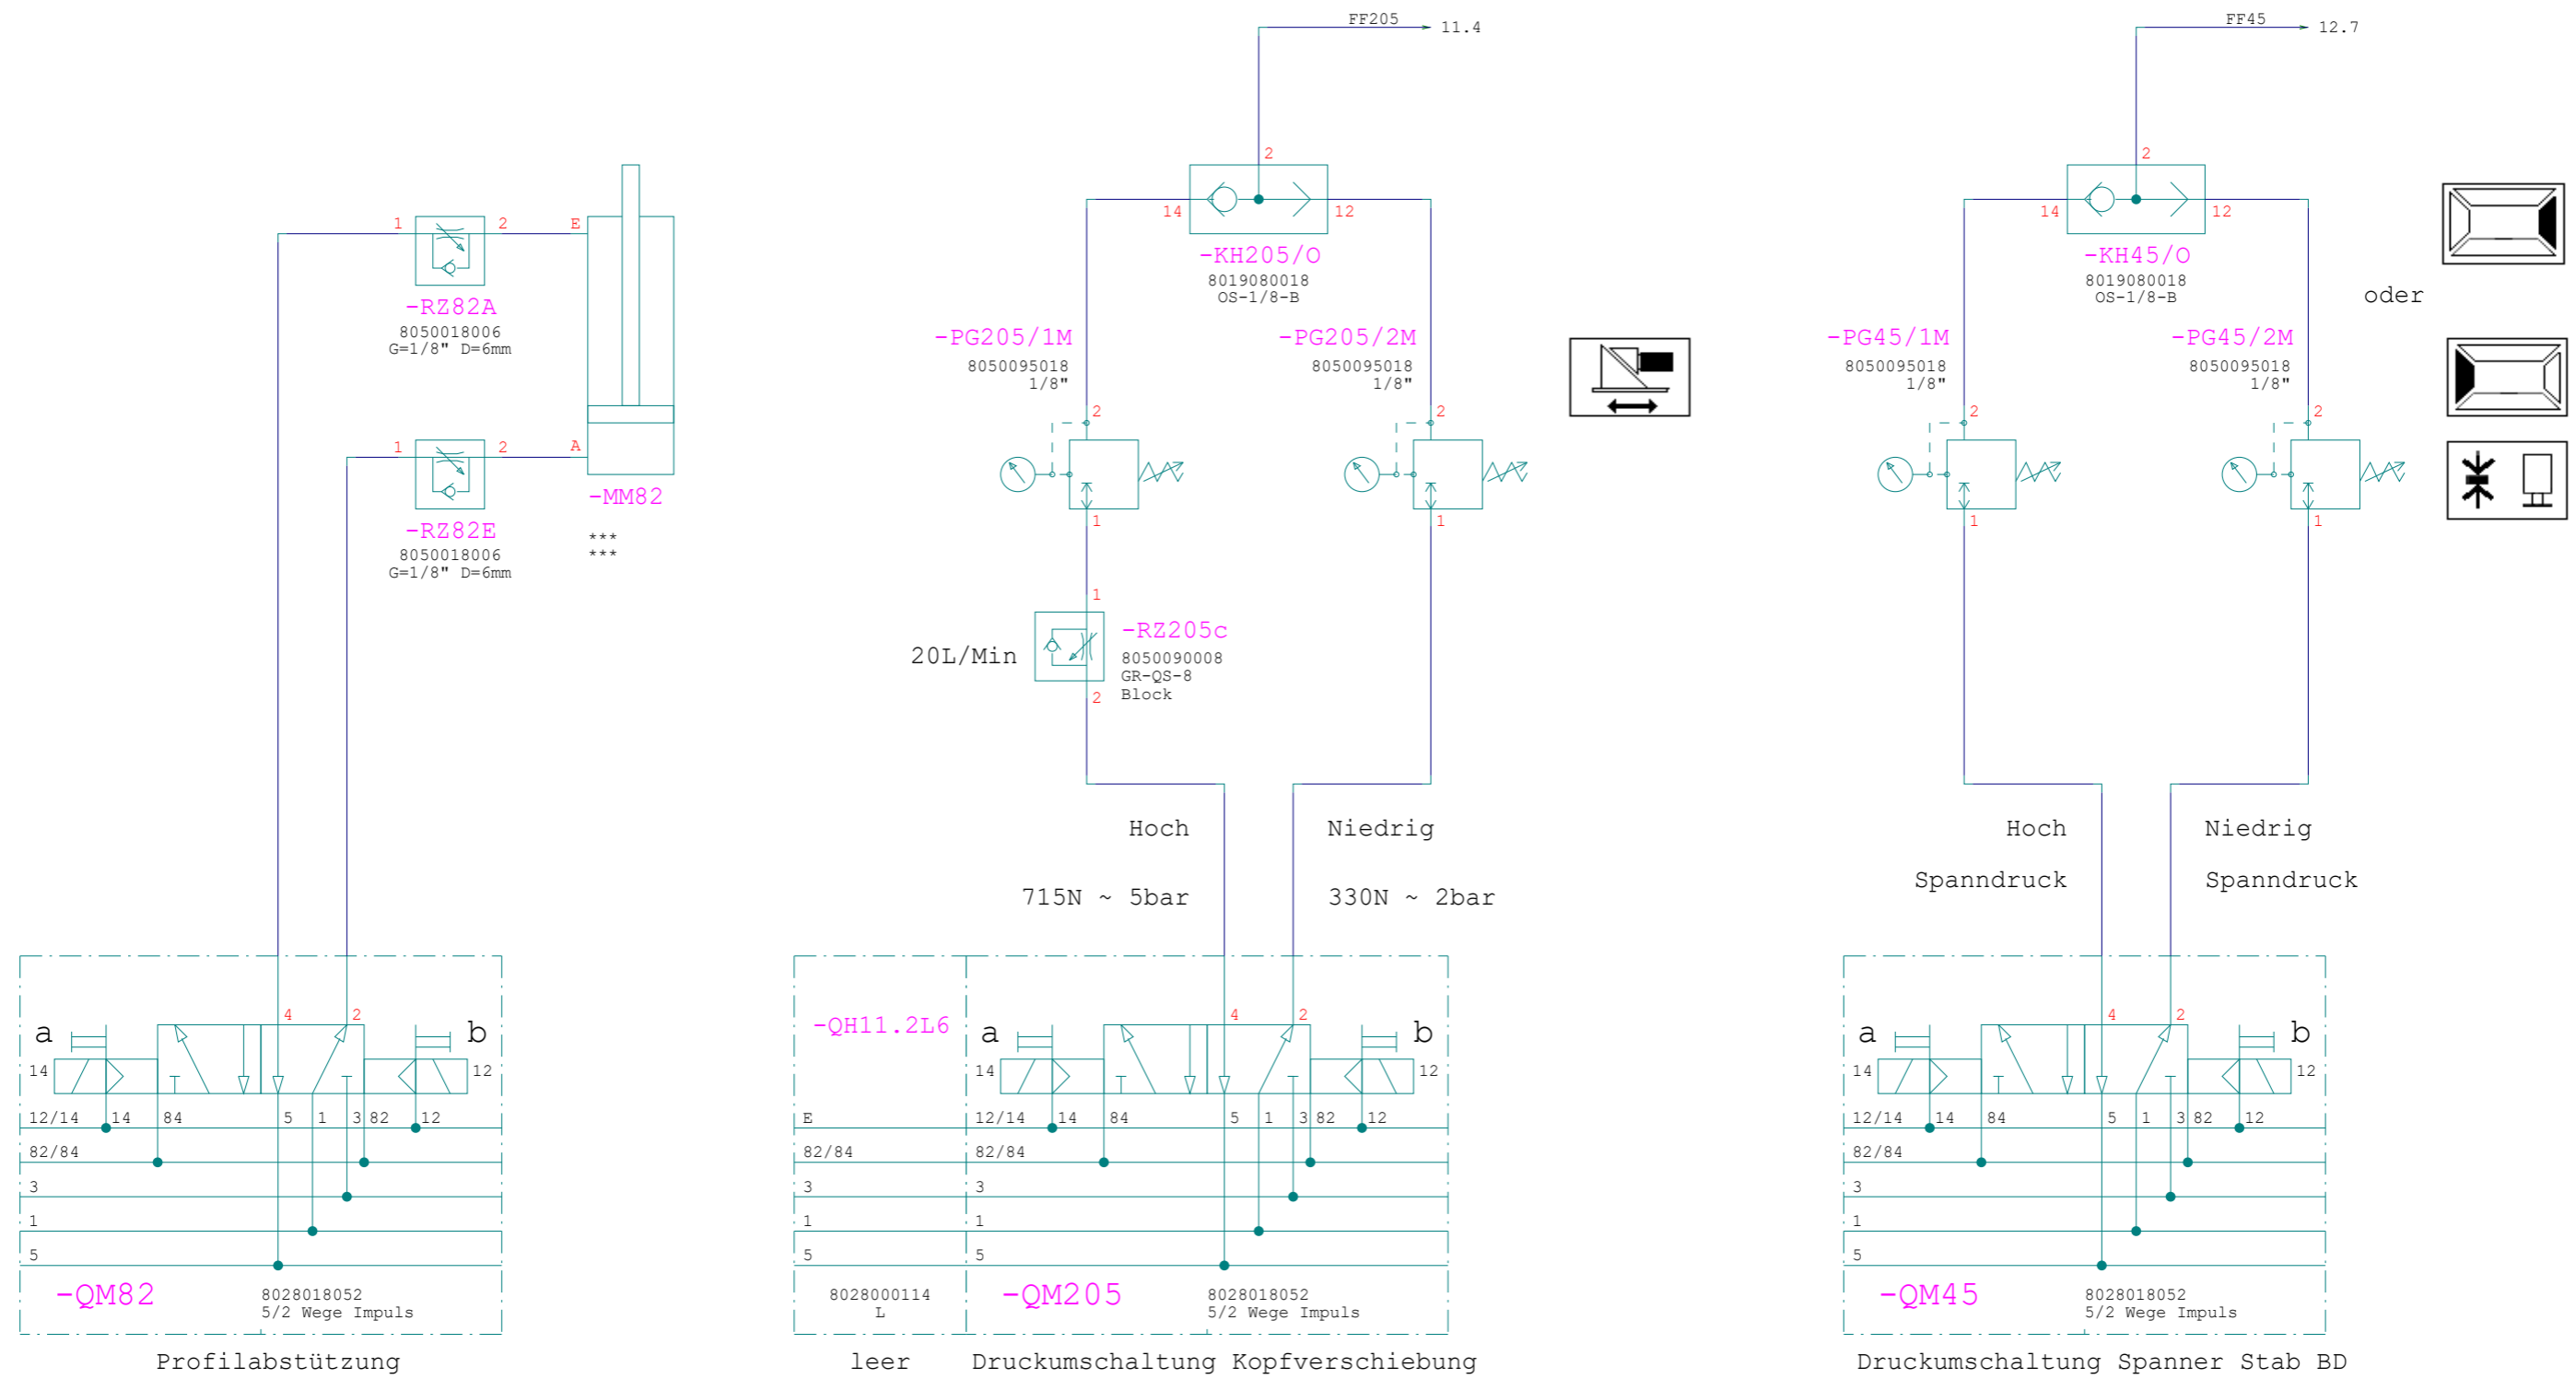 FF205
11.4
FF45
12.7
2
14
12
-KH205/O
8019080018
OS-1/8-B
2
14
12
-KH45/O
8019080018
OS-1/8-B
oder
1
2
E
-RZ82A
8050018006
G=1/8" D=6mm
1
2
A
-RZ82E
8050018006
G=1/8" D=6mm
-MM82
***
***
-PG205/1M
8050095018
1/8"
2
1
-PG205/2M
8050095018
1/8"
2
1
-PG45/1M
8050095018
1/8"
2
1
-PG45/2M
8050095018
1/8"
2
1
20L/Min
1
2
-RZ205c
8050090008
GR-QS-8
Block
Hoch
715N ~ 5bar
Niedrig
330N ~ 2bar
Hoch
Spanndruck
Niedrig
Spanndruck
a
4
2
b
14
12
12/14
14
84
5
1
3
82
12
82/84
3
1
5
-QM82
8028018052
5/2 Wege Impuls
Profilabstützung
-QH11.2L6
E
82/84
3
1
5
8028000114
L
leer
a
4
2
b
14
12
12/14
14
84
5
1
3
82
12
82/84
3
1
5
-QM205
8028018052
5/2 Wege Impuls
Druckumschaltung Kopfverschiebung
a
4
2
b
14
12
12/14
14
84
5
1
3
82
12
82/84
3
1
5
-QM45
8028018052
5/2 Wege Impuls
Druckumschaltung Spanner Stab BD